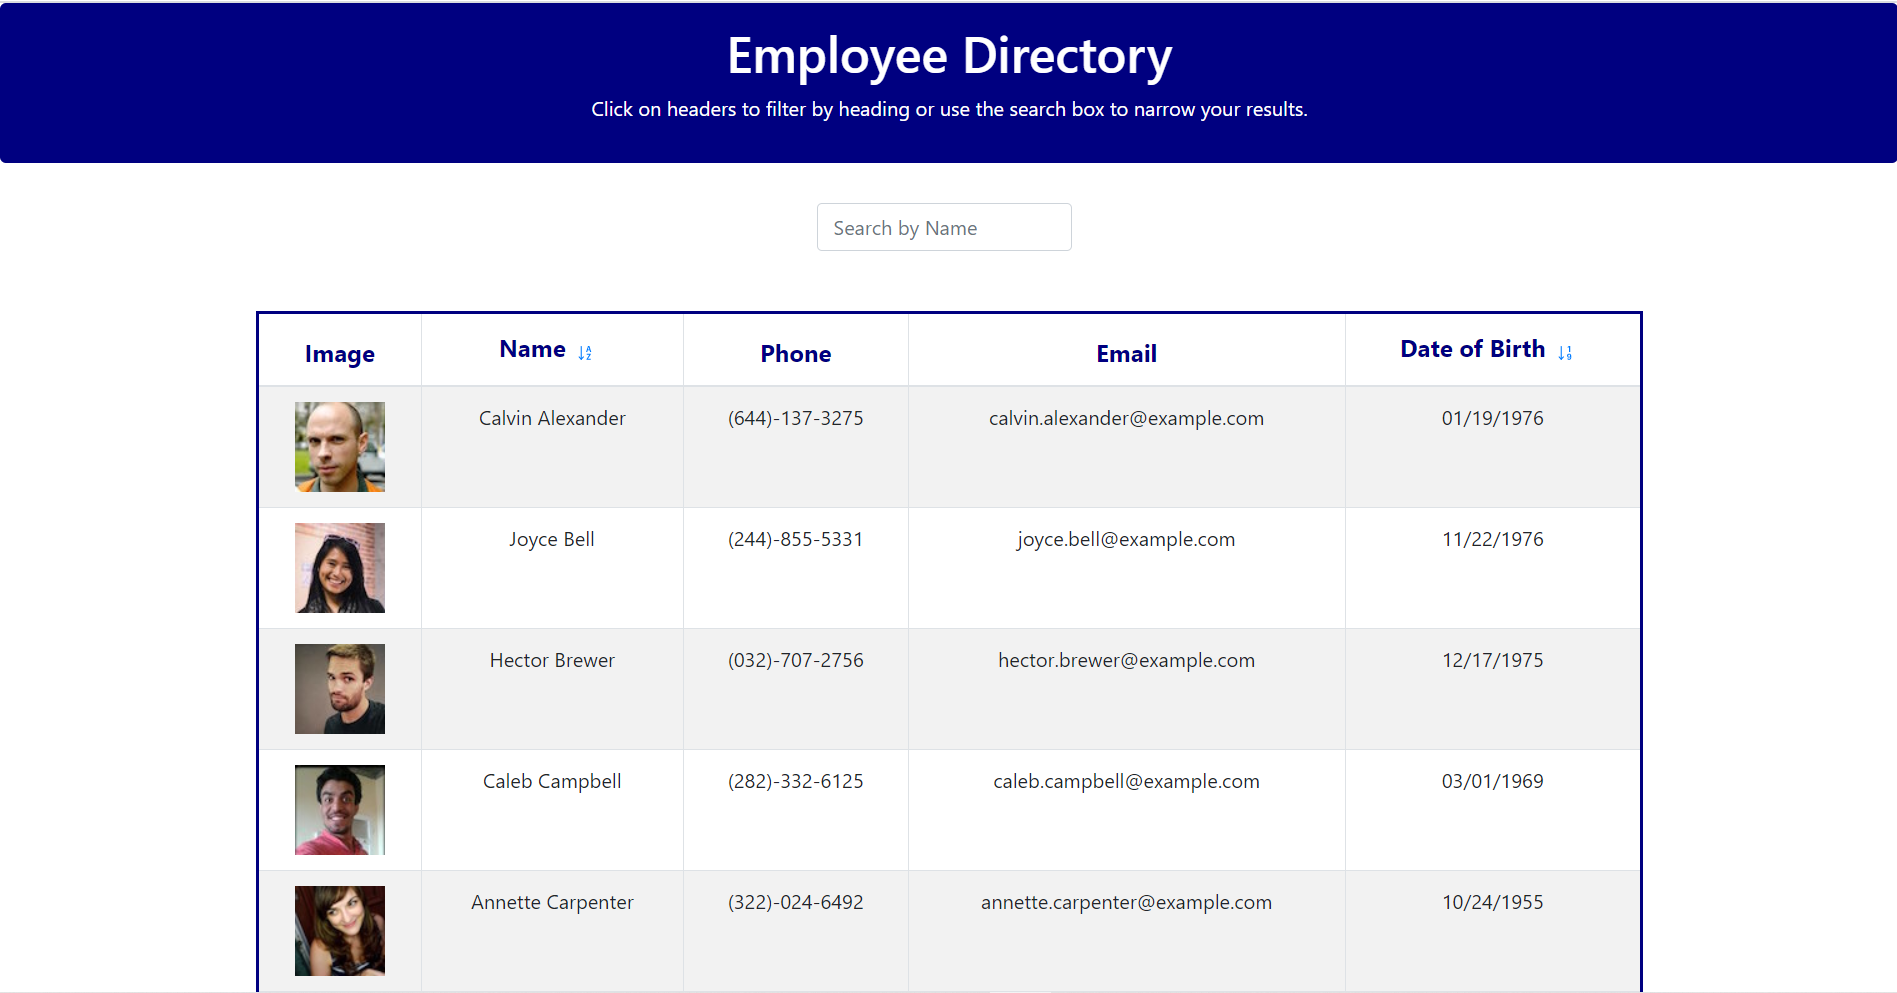 Employee Directory
Click on headers to filter by heading or use the search box to narrow your results.
Search by Name
Image Name Phone Email Date of Birth
Calvin Alexander (644)-137-3275 calvin.alexander@example.com 01/19/1976
Joyce Bell (244)-855-5331 joyce.bell@example.com 11/22/1976
Hector Brewer (032)-707-2756 hector.brewer@example.com 12/17/1975
Caleb Campbell (282)-332-6125 caleb.campbell@example.com 03/01/1969
Annette Carpenter (322)-024-6492 annette.carpenter@example.com 10/24/1955